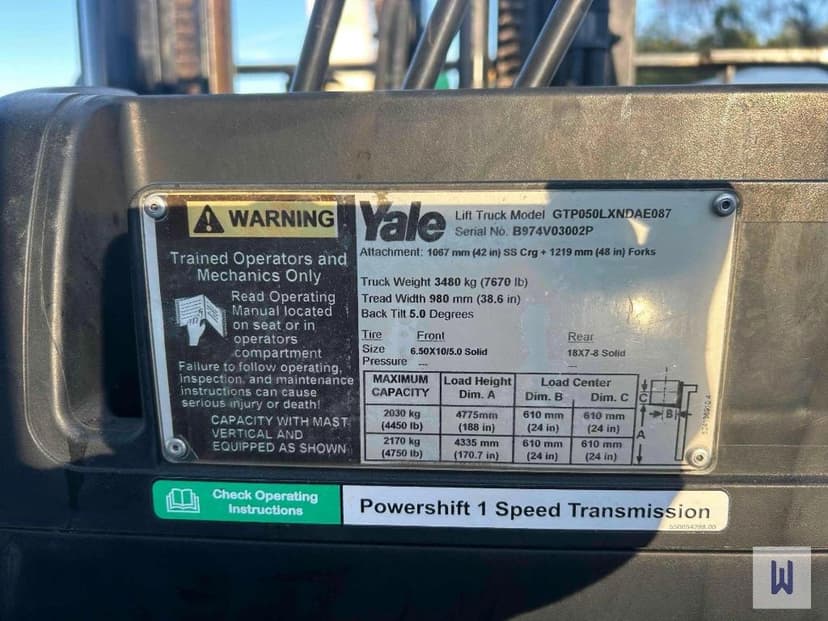 WARNING
Trained Operators and
Mechanics Only
Read Operating
Manual located
on seat or in
operators
compartment
Failure to follow operating,
inspection, and maintenance
instructions can cause
serious injury or death!
CAPACITY WITH MAST
VERTICAL AND
EQUIPPED AS SHOWN
Yale Lift Truck Model GTP050LXNDAE087
Serial No. B974V03002P
Attachment: 1067 mm (42 in) SS Crg + 1219 mm (48 in) Forks
Truck Weight 3480 kg (7670 lb)
Tread Width 980 mm (38.6 in)
Back Tilt 5.0 Degrees
Tire Front Rear
Size 6.50X10/5.0 Solid 18X7-8 Solid
Pressure --- ---
MAXIMUM CAPACITY Load Height Dim. A Load Center Dim. B Dim. C
2030 kg (4450 lb) 4775mm (188 in) 610 mm (24 in) 610 mm (24 in)
2170 kg (4750 lb) 4335 mm (170.7 in) 610 mm (24 in) 610 mm (24 in)
C
B
A
Check Operating
Instructions
Powershift 1 Speed Transmission
550054299.00
W